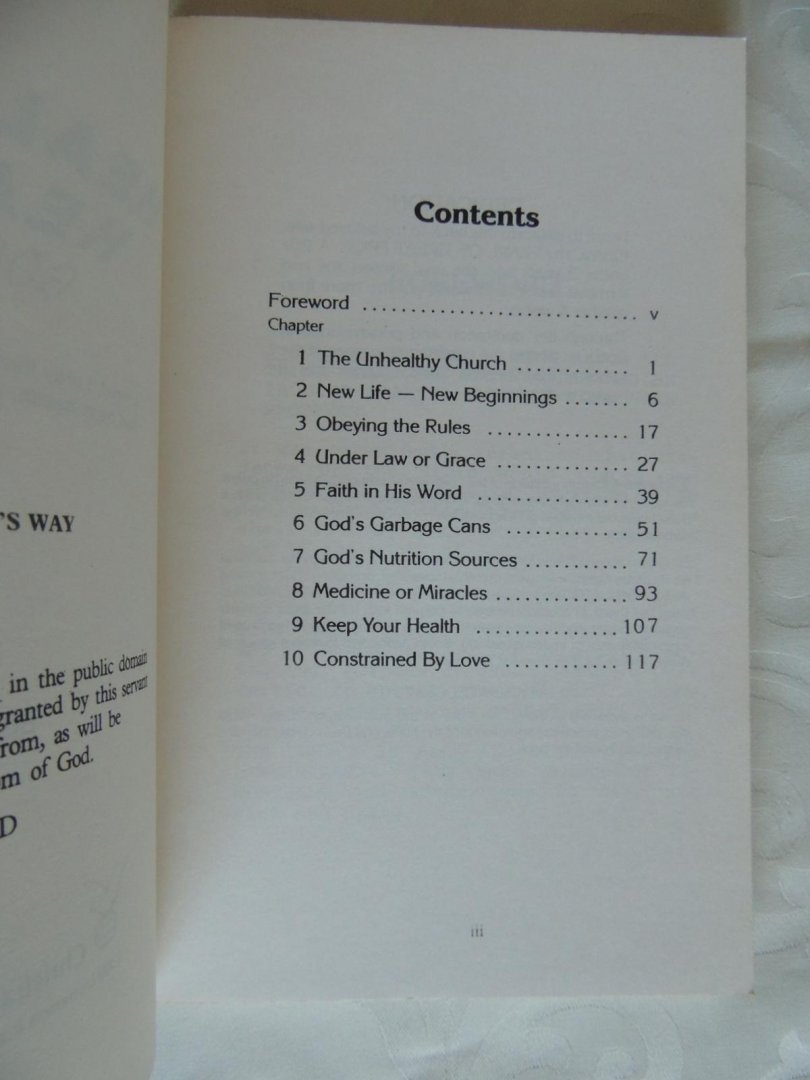 'S WAY
in the public domain
granted by this servant
from, as will be
of God.
Contents
Foreword ............................. v
Chapter
1 The Unhealthy Church ............ 1
2 New Life — New Beginnings ....... 6
3 Obeying the Rules ............... 17
4 Under Law or Grace .............. 27
5 Faith in His Word ................ 39
6 God's Garbage Cans ............. 51
7 God's Nutrition Sources ........... 71
8 Medicine or Miracles .............. 93
9 Keep Your Health ............... 107
10 Constrained By Love ............ 117
iii